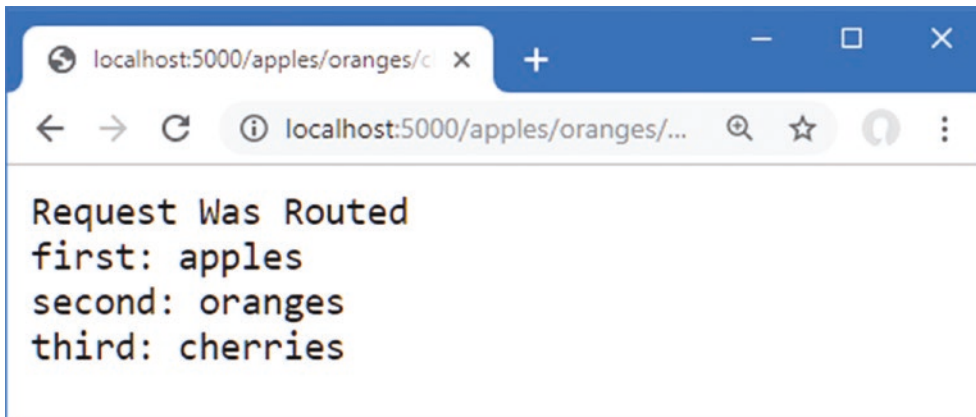 localhost:5000/apples/oranges/c
localhost:5000/apples/oranges/...
Request Was Routed
first: apples
second: oranges
third: cherries